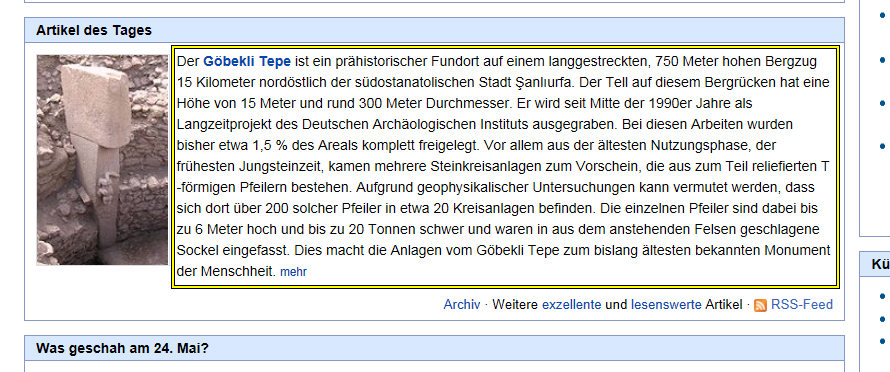 Artikel des Tages
Der Göbekli Tepe ist ein prähistorischer Fundort auf einem langgestreckten, 750 Meter hohen Bergzug
15 Kilometer nordöstlich der südostanatolischen Stadt Şanlıurfa. Der Tell auf diesem Bergrücken hat eine
Höhe von 15 Meter und rund 300 Meter Durchmesser. Er wird seit Mitte der 1990er Jahre als
Langzeitprojekt des Deutschen Archäologischen Instituts ausgegraben. Bei diesen Arbeiten wurden
bisher etwa 1,5 % des Areals komplett freigelegt. Vor allem aus der ältesten Nutzungsphase, der
frühesten Jungsteinzeit, kamen mehrere Steinkreisanlagen zum Vorschein, die aus zum Teil reliefierten T
-förmigen Pfeilern bestehen. Aufgrund geophysikalischer Untersuchungen kann vermutet werden, dass
sich dort über 200 solcher Pfeiler in etwa 20 Kreisanlagen befinden. Die einzelnen Pfeiler sind dabei bis
zu 6 Meter hoch und bis zu 20 Tonnen schwer und waren in aus dem anstehenden Felsen geschlagene
Sockel eingefasst. Dies macht die Anlagen vom Göbekli Tepe zum bislang ältesten bekannten Monument
der Menschheit. mehr
Archiv · Weitere exzellente und lesenswerte Artikel · RSS-Feed
Was geschah am 24. Mai?
Kü